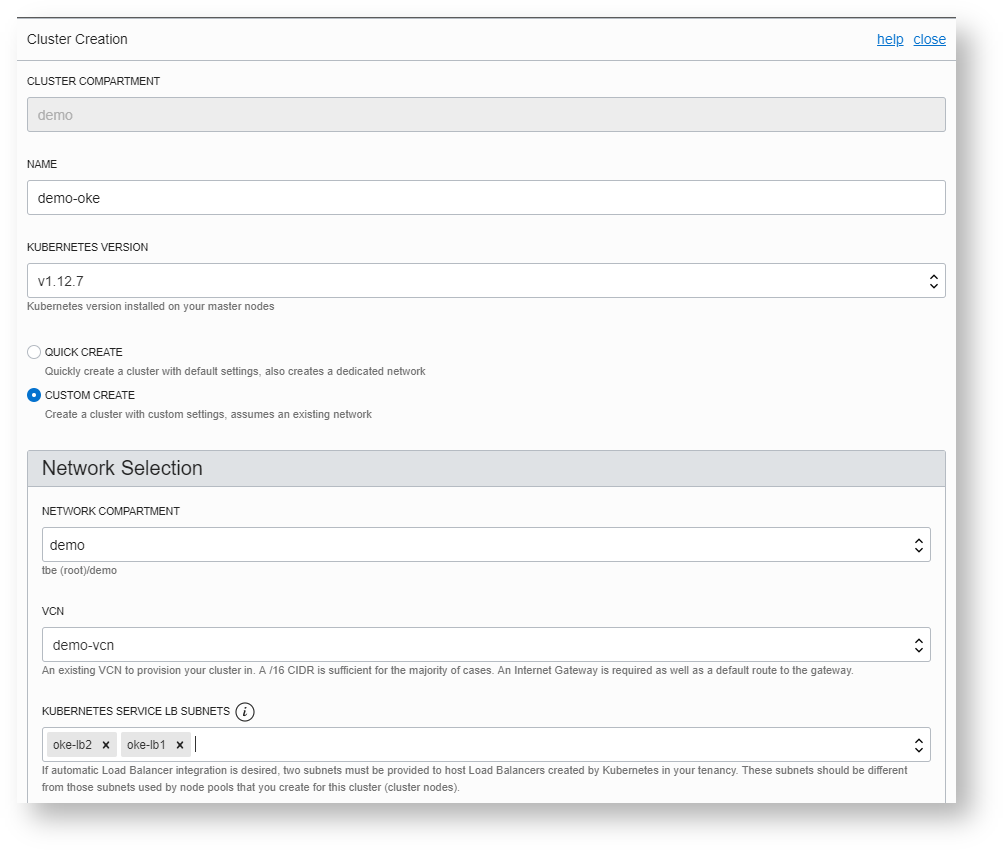 Cluster Creation help close
CLUSTER COMPARTMENT
demo
NAME
demo-oke
KUBERNETES VERSION
v1.12.7
Kubernetes version installed on your master nodes
QUICK CREATE
Quickly create a cluster with default settings, also creates a dedicated network
CUSTOM CREATE
Create a cluster with custom settings, assumes an existing network
Network Selection
NETWORK COMPARTMENT
demo
tbe (root)/demo
VCN
demo-vcn
An existing VCN to provision your cluster in. A /16 CIDR is sufficient for the majority of cases. An Internet Gateway is required as well as a default route to the gateway.
KUBERNETES SERVICE LB SUBNETS i
oke-lb2 × oke-lb1 ×
If automatic Load Balancer integration is desired, two subnets must be provided to host Load Balancers created by Kubernetes in your tenancy. These subnets should be different
from those subnets used by node pools that you create for this cluster (cluster nodes).